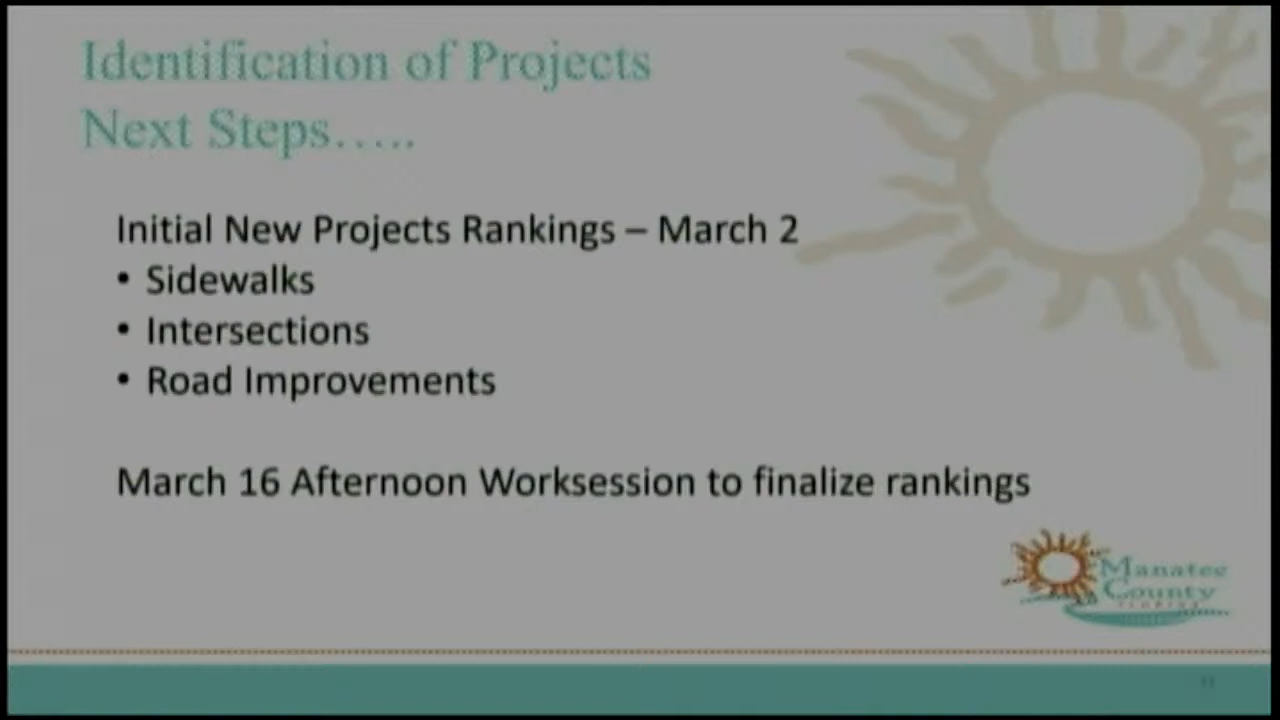 Identification of Projects
Next Steps…..
Initial New Projects Rankings – March 2
• Sidewalks
• Intersections
• Road Improvements
March 16 Afternoon Worksession to finalize rankings
Manatee
County
FLORIDA